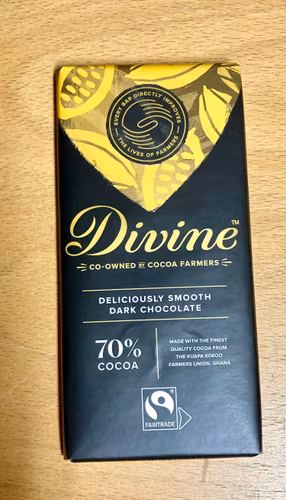 EVERY BAR DIRECTLY IMPROVES
THE LIVES OF FARMERS
Divine™
CO-OWNED BY COCOA FARMERS
DELICIOUSLY SMOOTH
DARK CHOCOLATE
70%
COCOA
MADE WITH THE FINEST
QUALITY COCOA FROM
THE KUAPA KOKOO
FARMERS UNION, GHANA
FAIRTRADE